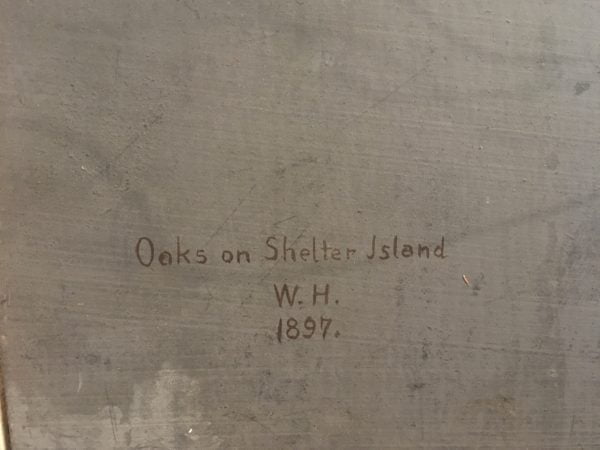 Oaks on Shelter Island
W. H.
1897.